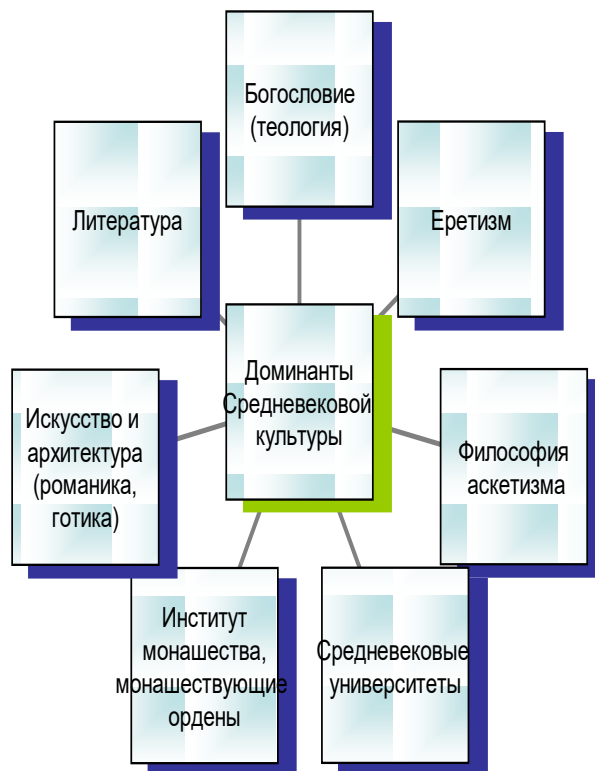 Богословие
(теология)
Литература
Еретизм
Доминанты
Средневековой
культуры
Искусство и
архитектура
(романика,
готика)
Философия
аскетизма
Институт
монашества,
монашествующие
ордены
Средневековые
университеты